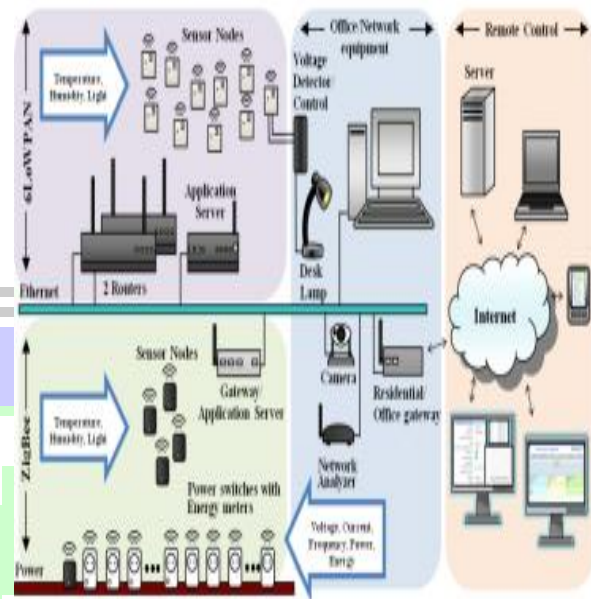 6LoWPAN
Temperature,
Humidity, Light
Sensor Nodes
Application
Server
Ethernet
2 Routers
Office/Network
equipment
Voltage
Detector
Control
Desk
Lamp
Remote Control
Server
Internet
ZigBee
Temperature,
Humidity, Light
Sensor Nodes
Gateway/
Application Server
Camera
Residential/
Office gateway
Network
Analyzer
Power switches with
Energy meters
Voltage, Current,
Frequency, Power,
Energy
Power